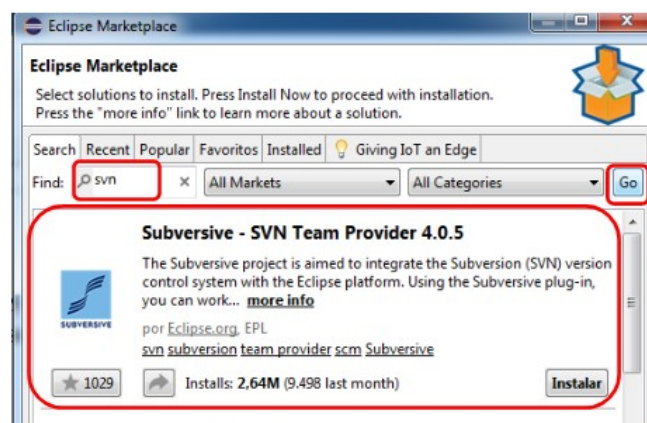 Eclipse Marketplace
Eclipse Marketplace
Select solutions to install. Press Install Now to proceed with installation.
Press the "more info" link to learn more about a solution.
Search Recent Popular Favoritos Installed Giving IoT an Edge
Find: svn All Markets All Categories Go
Subversive - SVN Team Provider 4.0.5
The Subversive project is aimed to integrate the Subversion (SVN) version
control system with the Eclipse platform. Using the Subversive plug-in,
you can work... more info
SUBVERSIVE
por Eclipse.org, EPL
svn subversion team provider scm Subversive
1029 Installs: 2,64M (9.498 last month) Instalar